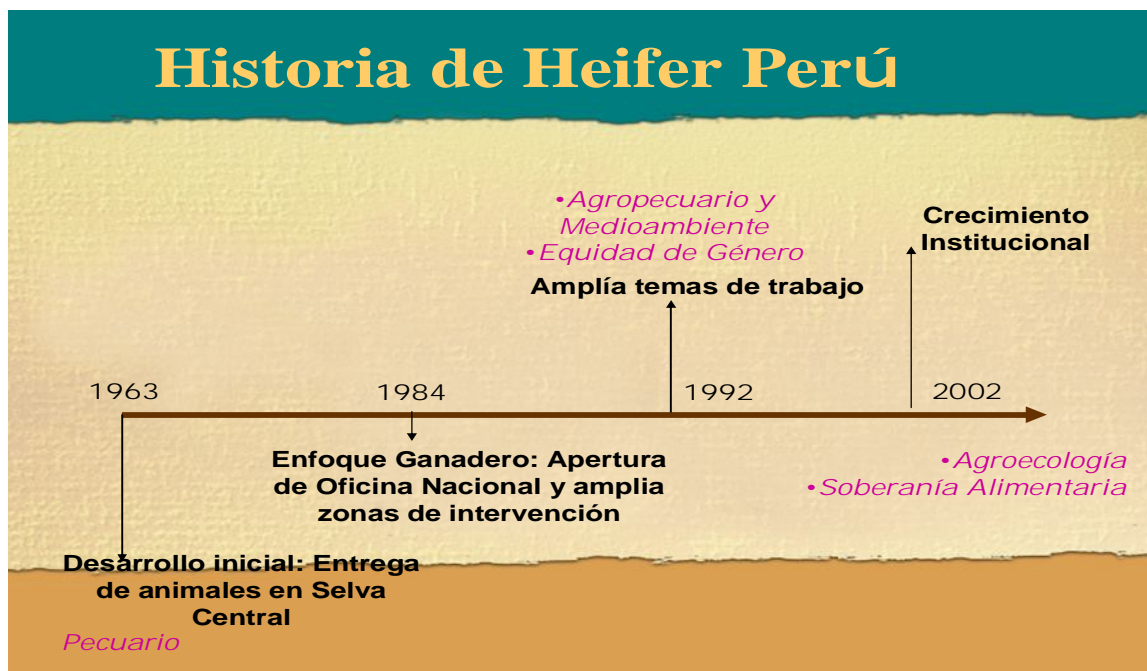 Historia de Heifer Perú
•Agropecuario y
Medioambiente
•Equidad de Género
Amplía temas de trabajo
Crecimiento
Institucional
1963
1984
1992
2002
Enfoque Ganadero: Apertura
de Oficina Nacional y amplia
zonas de intervención
•Agroecología
•Soberanía Alimentaria
Desarrollo inicial: Entrega
de animales en Selva
Central
Pecuario